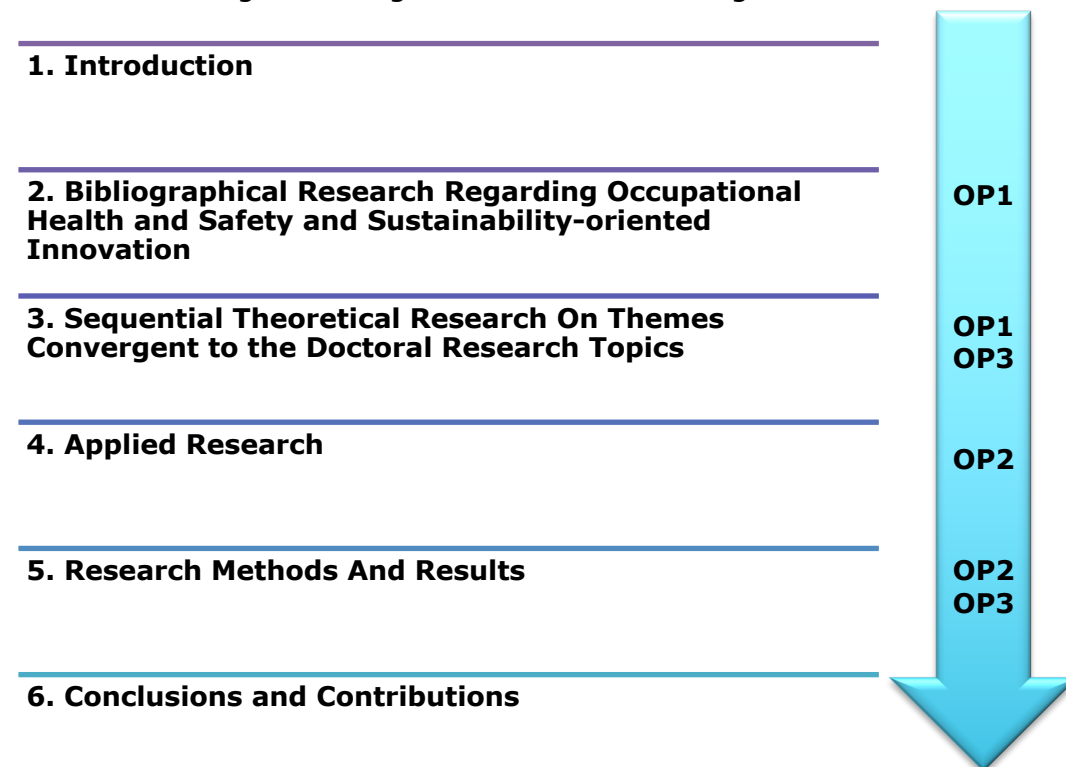 1. Introduction
2. Bibliographical Research Regarding Occupational
Health and Safety and Sustainability-oriented
Innovation
OP1
3. Sequential Theoretical Research On Themes
Convergent to the Doctoral Research Topics
OP1
OP3
4. Applied Research
OP2
5. Research Methods And Results
OP2
OP3
6. Conclusions and Contributions